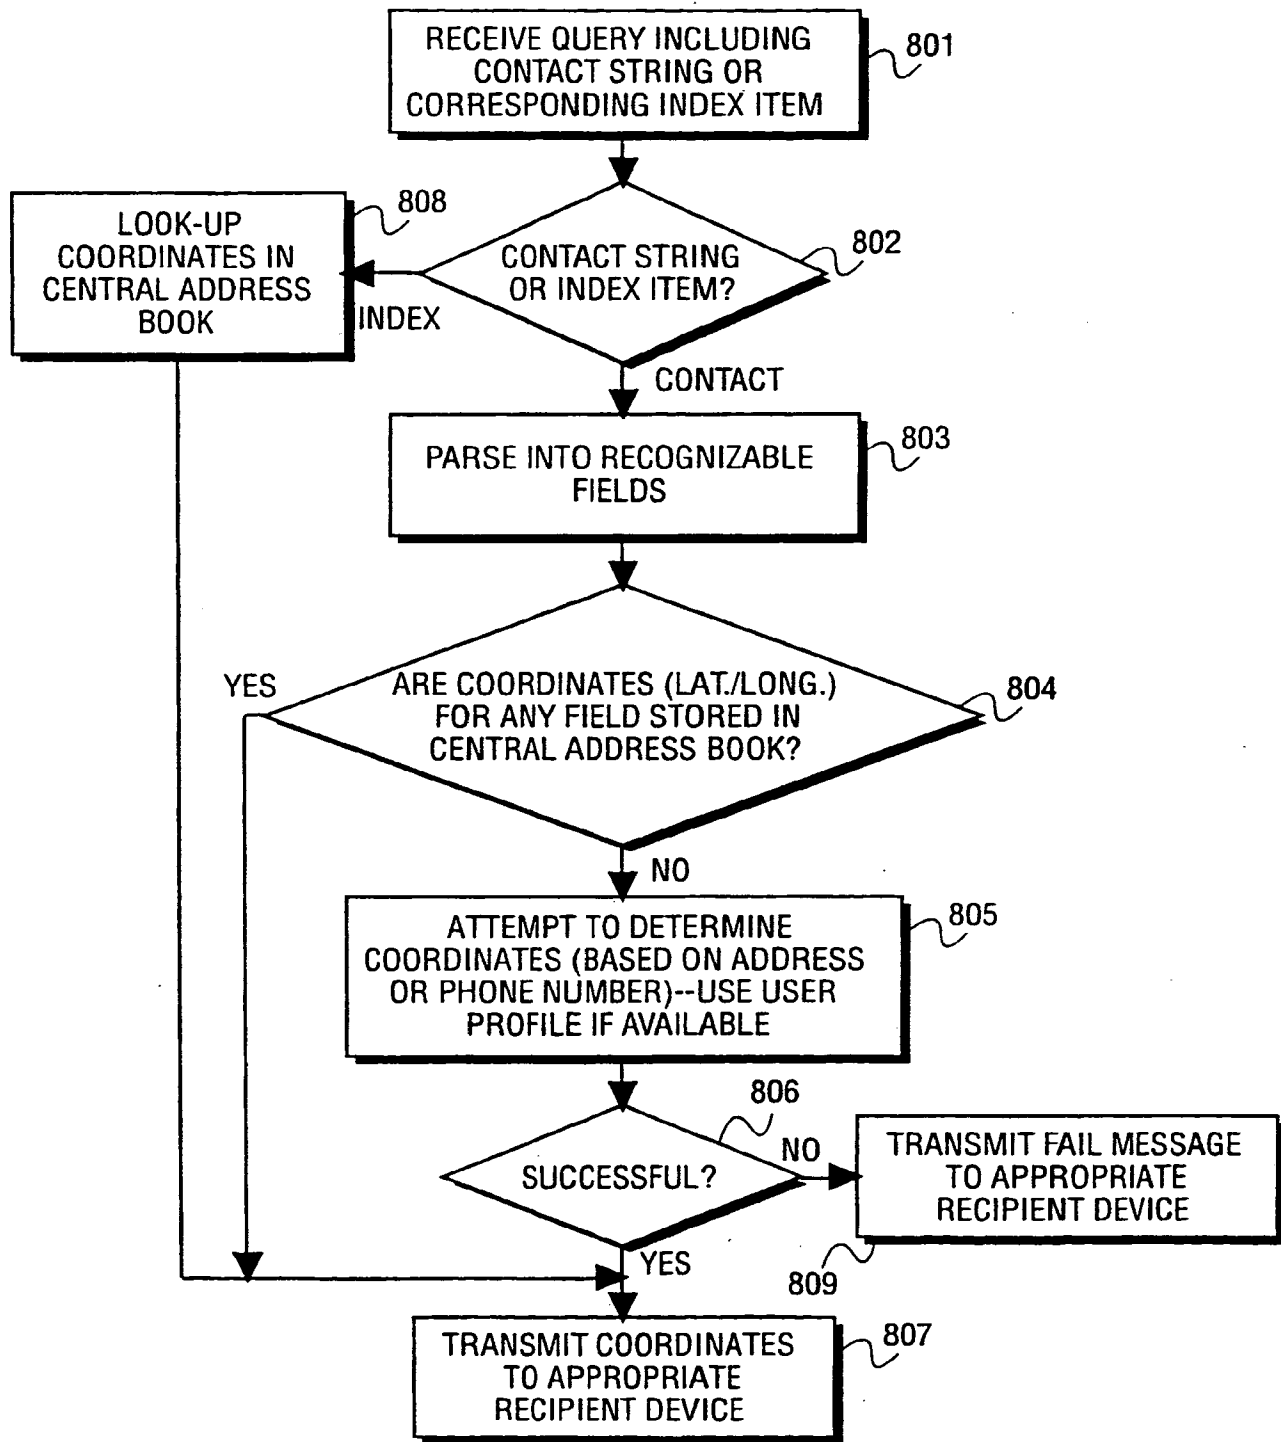 RECEIVE QUERY INCLUDING
CONTACT STRING OR
CORRESPONDING INDEX ITEM
801
LOOK-UP
COORDINATES IN
CENTRAL ADDRESS
BOOK
808
CONTACT STRING
OR INDEX ITEM?
802
INDEX
CONTACT
PARSE INTO RECOGNIZABLE
FIELDS
803
YES
ARE COORDINATES (LAT./LONG.)
FOR ANY FIELD STORED IN
CENTRAL ADDRESS BOOK?
804
NO
ATTEMPT TO DETERMINE
COORDINATES (BASED ON ADDRESS
OR PHONE NUMBER)--USE USER
PROFILE IF AVAILABLE
805
806
SUCCESSFUL?
NO
TRANSMIT FAIL MESSAGE
TO APPROPRIATE
RECIPIENT DEVICE
809
YES
TRANSMIT COORDINATES
TO APPROPRIATE
RECIPIENT DEVICE
807